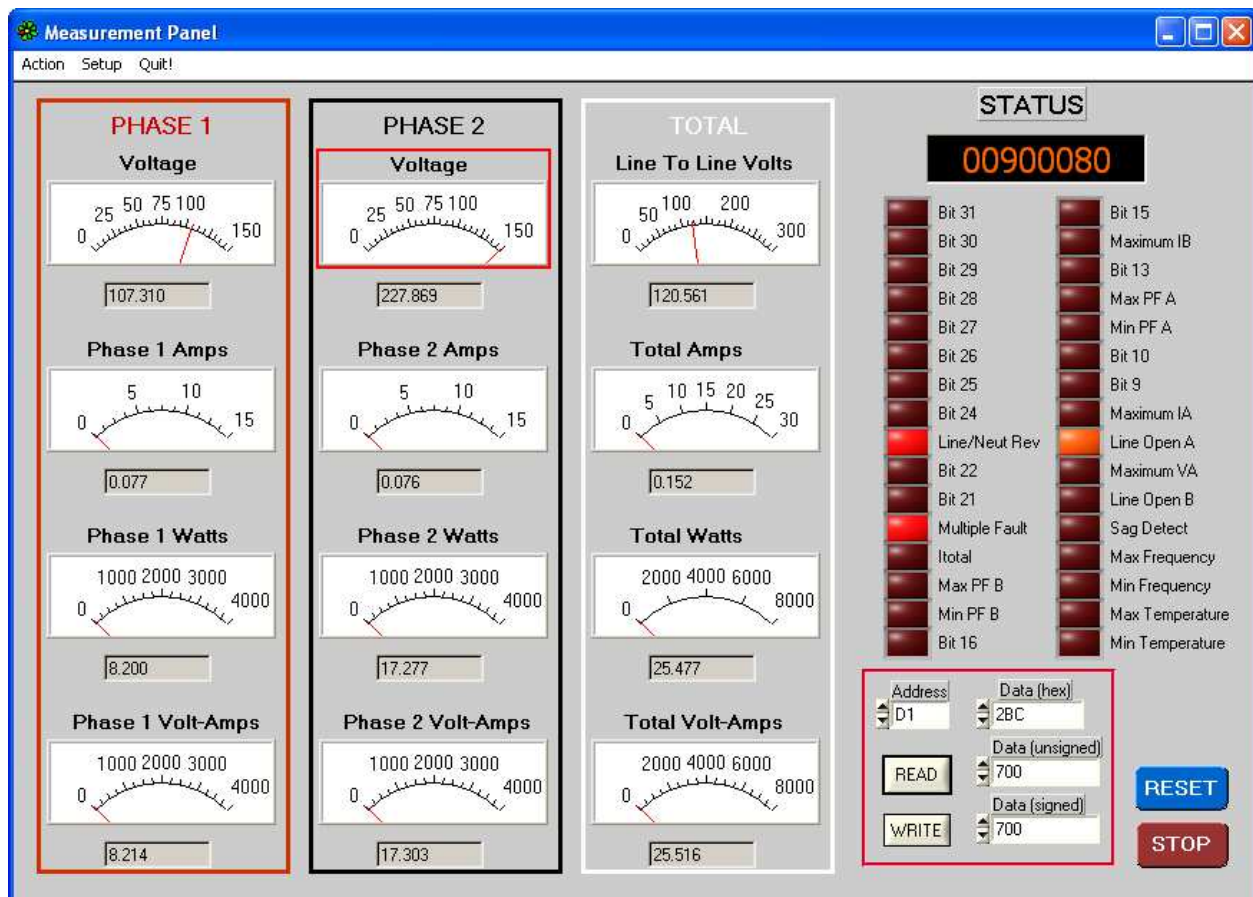 Measurement Panel
Action Setup Quit!
PHASE 1
Voltage
0 25 50 75 100 150
107.310
Phase 1 Amps
0 5 10 15
0.077
Phase 1 Watts
0 1000 2000 3000 4000
8.200
Phase 1 Volt-Amps
0 1000 2000 3000 4000
8.214
PHASE 2
Voltage
0 25 50 75 100 150
227.869
Phase 2 Amps
0 5 10 15
0.076
Phase 2 Watts
0 1000 2000 3000 4000
17.277
Phase 2 Volt-Amps
0 1000 2000 3000 4000
17.303
TOTAL
Line To Line Volts
0 50 100 200 300
120.561
Total Amps
0 5 10 15 20 25 30
0.152
Total Watts
0 2000 4000 6000 8000
25.477
Total Volt-Amps
0 2000 4000 6000 8000
25.516
STATUS
00900080
Bit 31
Bit 30
Bit 29
Bit 28
Bit 27
Bit 26
Bit 25
Bit 24
Line/Neut Rev
Bit 22
Bit 21
Multiple Fault
Itotal
Max PF B
Min PF B
Bit 16
Bit 15
Maximum IB
Bit 13
Max PF A
Min PF A
Bit 10
Bit 9
Maximum IA
Line Open A
Maximum VA
Line Open B
Sag Detect
Max Frequency
Min Frequency
Max Temperature
Min Temperature
Address
D1
Data (hex)
2BC
READ
Data (unsigned)
700
WRITE
Data (signed)
700
RESET
STOP